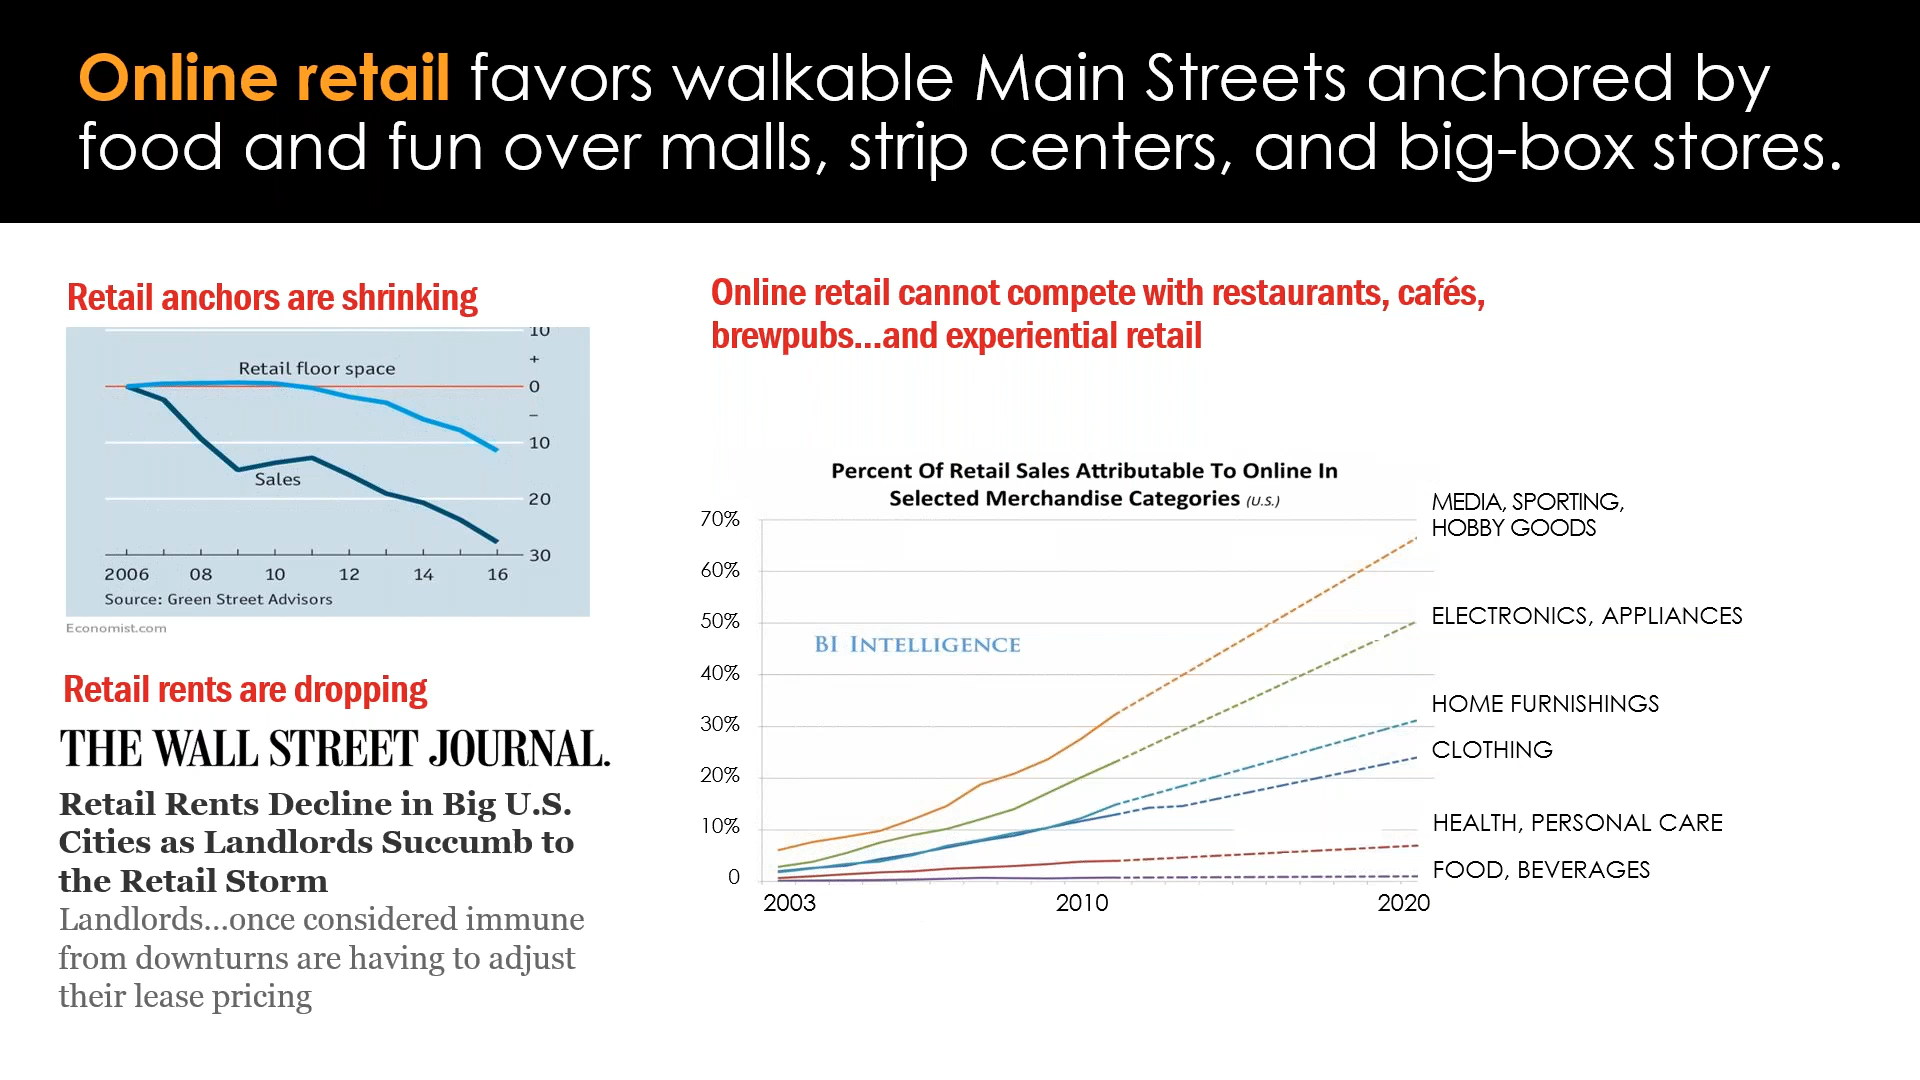 Online retail favors walkable Main Streets anchored by
food and fun over malls, strip centers, and big-box stores.
Retail anchors are shrinking
10
+
Retail floor space
0
–
10
Sales
20
30
2006 08 10 12 14 16
Source: Green Street Advisors
Economist.com
Retail rents are dropping
THE WALL STREET JOURNAL.
Retail Rents Decline in Big U.S.
Cities as Landlords Succumb to
the Retail Storm
Landlords...once considered immune
from downturns are having to adjust
their lease pricing
Online retail cannot compete with restaurants, cafés,
brewpubs...and experiential retail
Percent Of Retail Sales Attributable To Online In
Selected Merchandise Categories (U.S.)
70%
60%
50%
40%
30%
20%
10%
0
BI INTELLIGENCE
2003 2010 2020
MEDIA, SPORTING,
HOBBY GOODS
ELECTRONICS, APPLIANCES
HOME FURNISHINGS
CLOTHING
HEALTH, PERSONAL CARE
FOOD, BEVERAGES